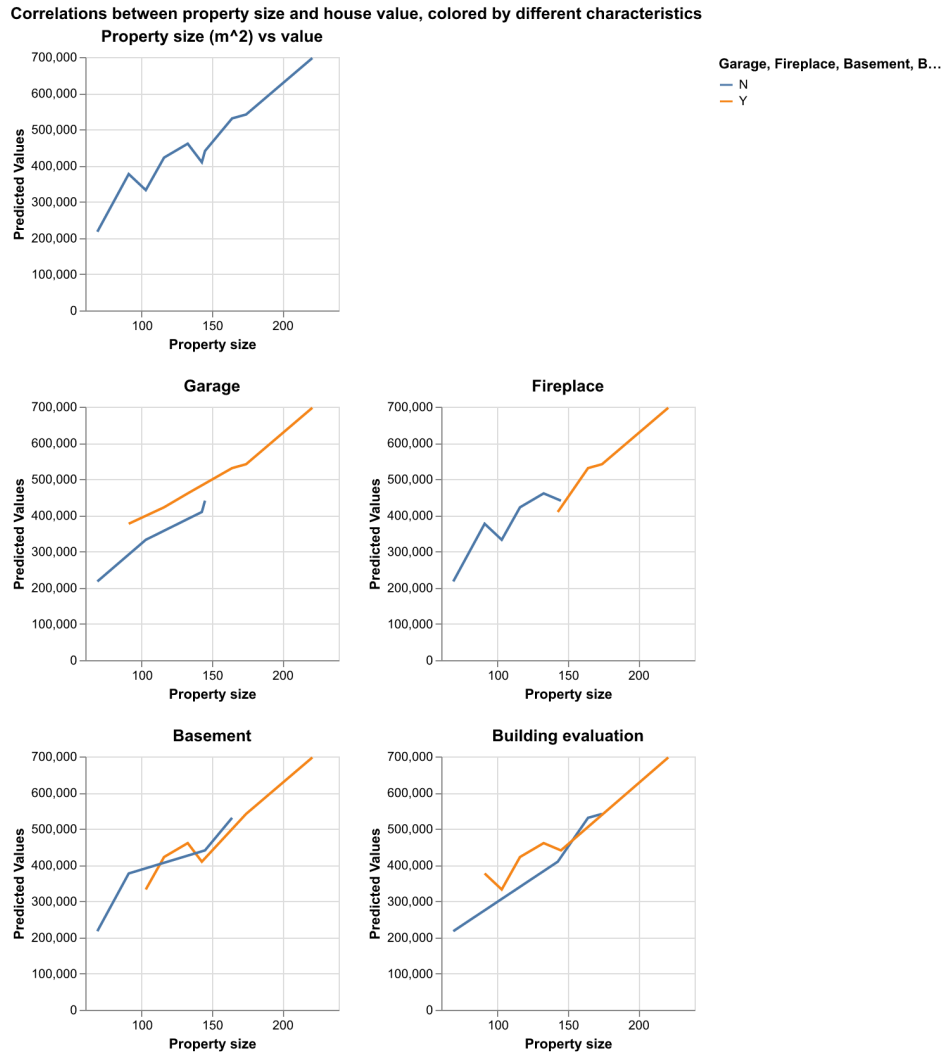 Correlations between property size and house value, colored by different characteristics
Property size (m^2) vs value
Garage, Fireplace, Basement, B…
N
Y
700,000
600,000
500,000
400,000
300,000
200,000
100,000
0
Predicted Values
100 150 200
Property size
Garage
700,000
600,000
500,000
400,000
300,000
200,000
100,000
0
Predicted Values
100 150 200
Property size
Fireplace
700,000
600,000
500,000
400,000
300,000
200,000
100,000
0
Predicted Values
100 150 200
Property size
Basement
700,000
600,000
500,000
400,000
300,000
200,000
100,000
0
Predicted Values
100 150 200
Property size
Building evaluation
700,000
600,000
500,000
400,000
300,000
200,000
100,000
0
Predicted Values
100 150 200
Property size